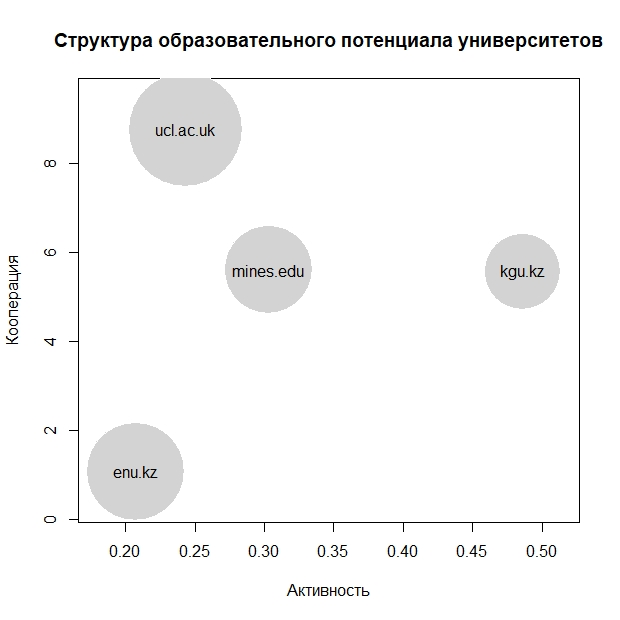 Структура образовательного потенциала университетов
ucl.ac.uk
mines.edu
kgu.kz
enu.kz
Кооперация
8
6
4
2
0
0.20 0.25 0.30 0.35 0.40 0.45 0.50
Активность